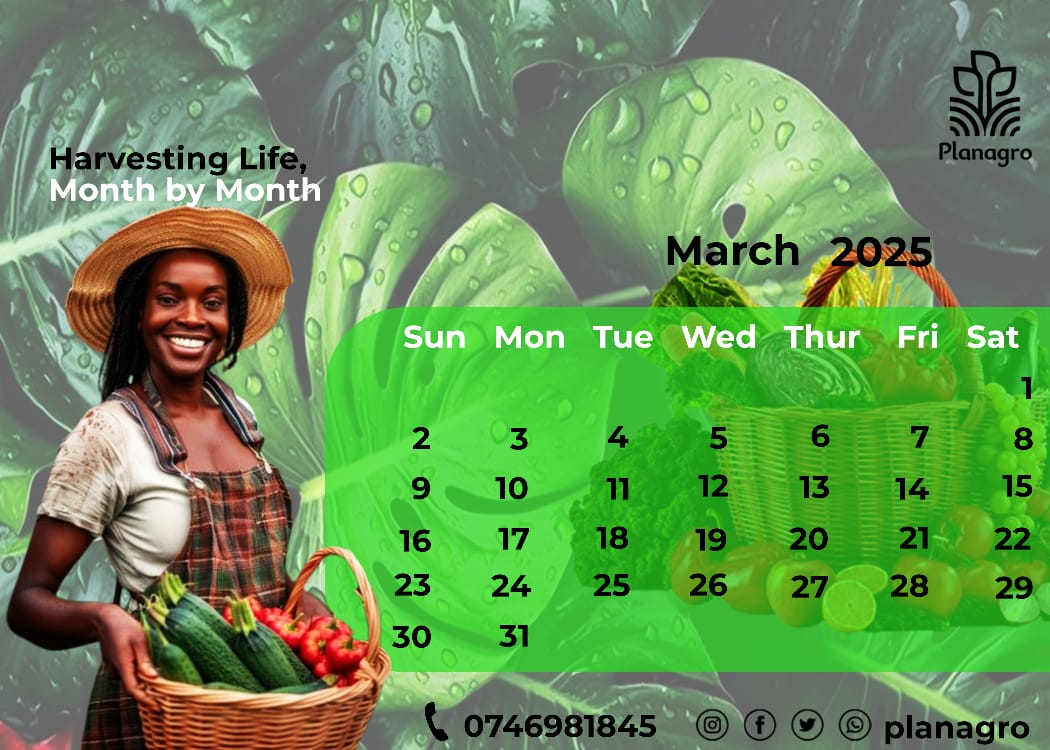 Planagro
Harvesting Life,
Month by Month
March 2025
Sun Mon Tue Wed Thur Fri Sat
1
2 3 4 5 6 7 8
9 10 11 12 13 14 15
16 17 18 19 20 21 22
23 24 25 26 27 28 29
30 31
0746981845 planagro